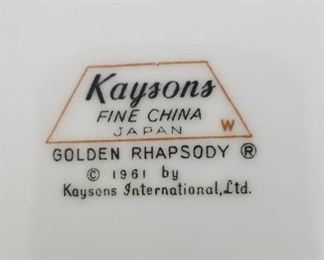 Kaysons
FINE CHINA
JAPAN W
GOLDEN RHAPSODY ®
© 1961 by
Kaysons International, Ltd.